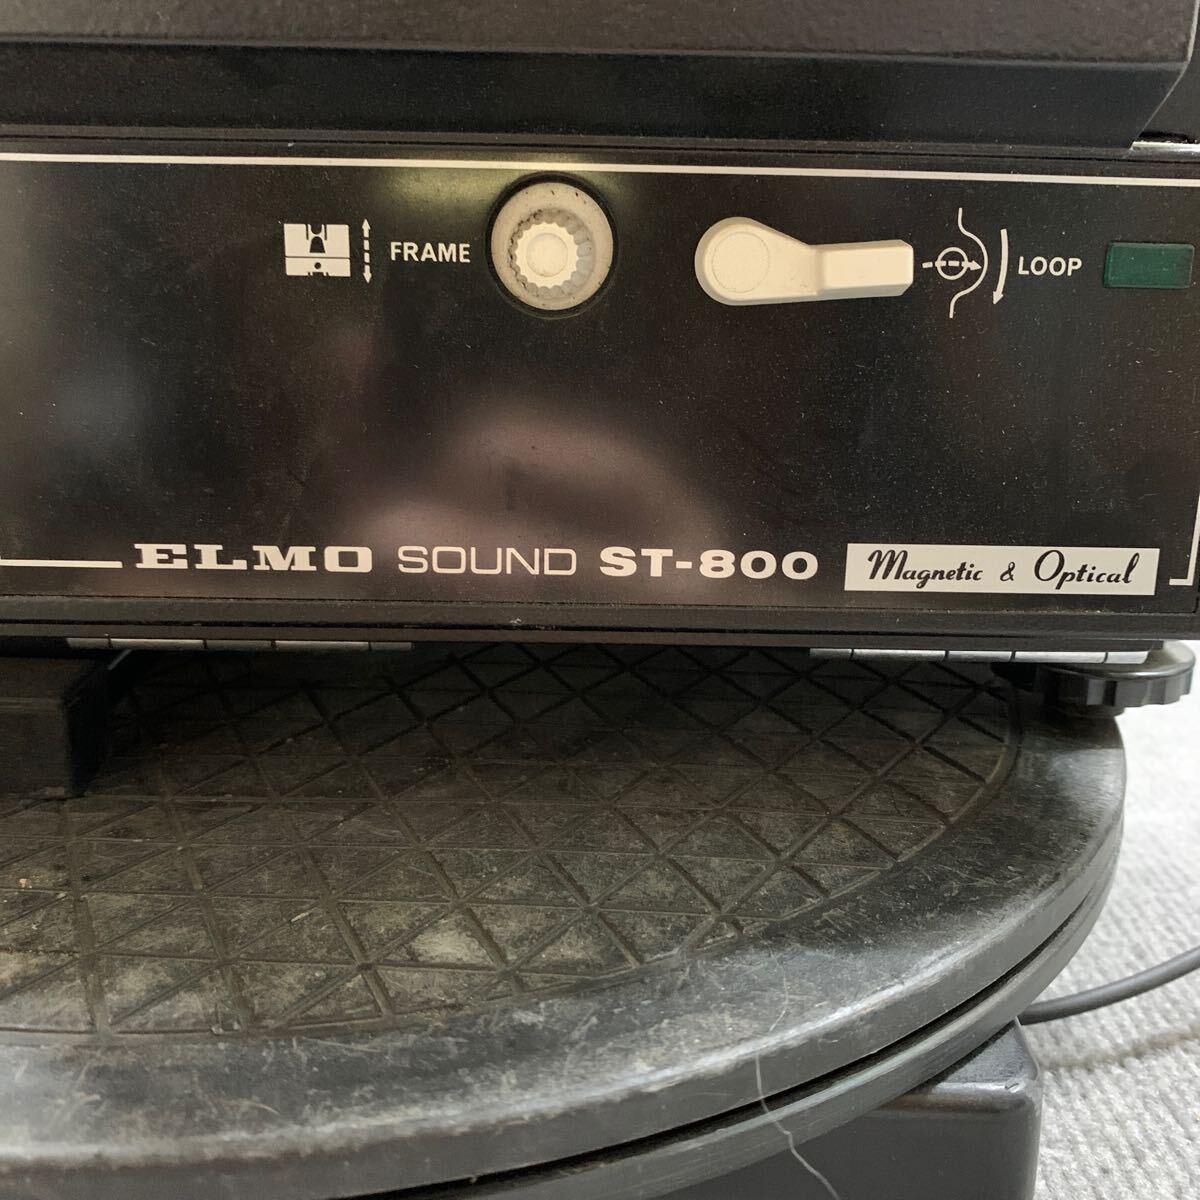 FRAME LOOP
ELMO SOUND ST-800 Magnetic & Optical